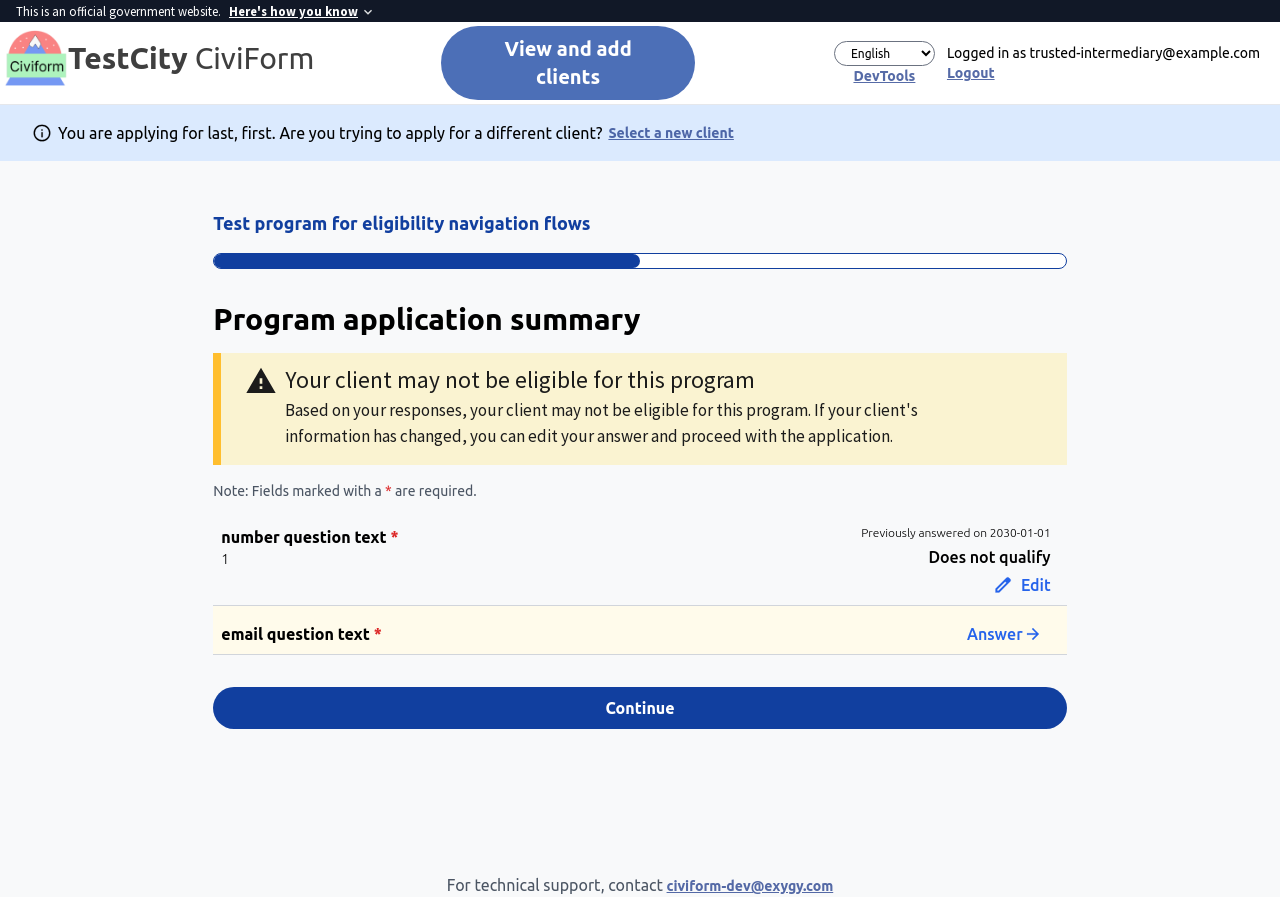 This is an official government website. Here's how you know
Civiform
TestCity CiviForm
View and add
clients
English
DevTools
Logged in as trusted-intermediary@example.com
Logout
You are applying for last, first. Are you trying to apply for a different client? Select a new client
Test program for eligibility navigation flows
Program application summary
Your client may not be eligible for this program
Based on your responses, your client may not be eligible for this program. If your client's
information has changed, you can edit your answer and proceed with the application.
Note: Fields marked with a * are required.
number question text *
1
Previously answered on 2030-01-01
Does not qualify
Edit
email question text *
Answer
Continue
For technical support, contact civiform-dev@exygy.com